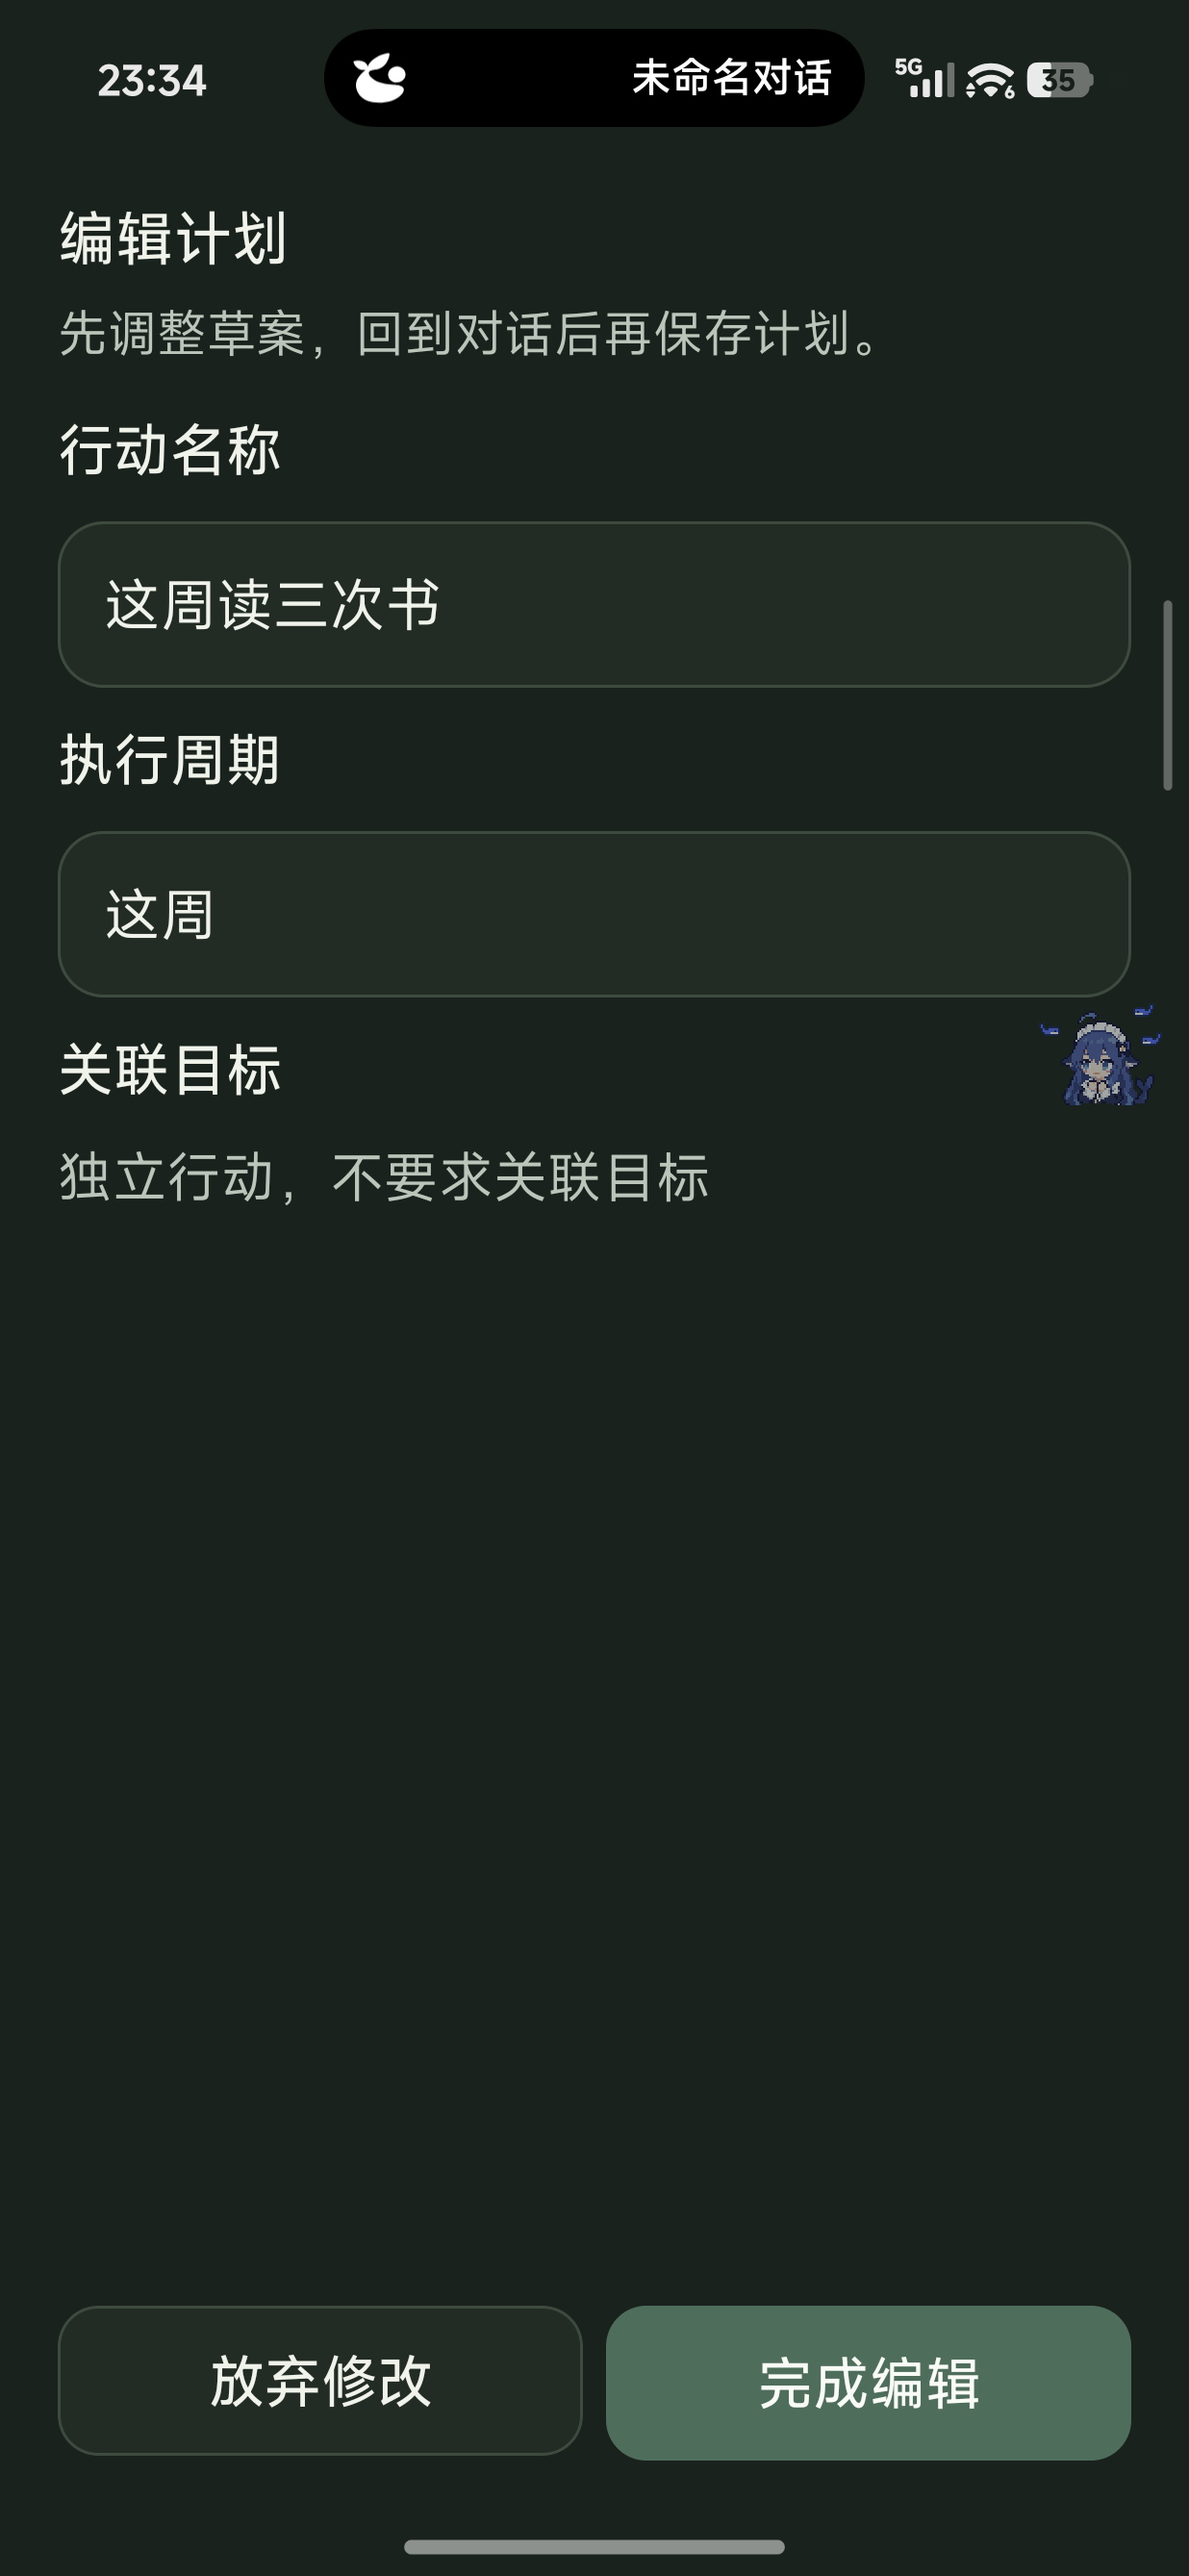 23:34
未命名对话
5G
6
35
编辑计划
先调整草案，回到对话后再保存计划。
行动名称
这周读三次书
执行周期
这周
关联目标
独立行动，不要求关联目标
放弃修改
完成编辑